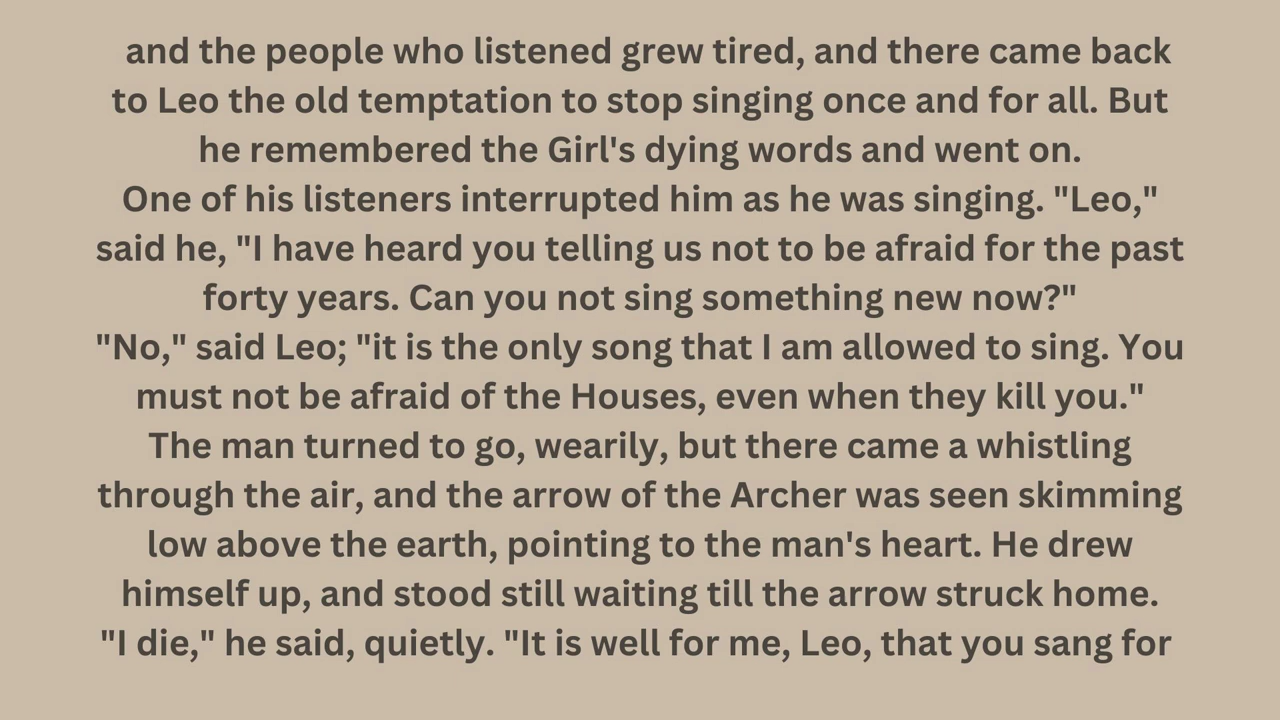 and the people who listened grew tired, and there came back
to Leo the old temptation to stop singing once and for all. But
he remembered the Girl's dying words and went on.
One of his listeners interrupted him as he was singing. "Leo,"
said he, "I have heard you telling us not to be afraid for the past
forty years. Can you not sing something new now?"
"No," said Leo; "it is the only song that I am allowed to sing. You
must not be afraid of the Houses, even when they kill you."
The man turned to go, wearily, but there came a whistling
through the air, and the arrow of the Archer was seen skimming
low above the earth, pointing to the man's heart. He drew
himself up, and stood still waiting till the arrow struck home.
"I die," he said, quietly. "It is well for me, Leo, that you sang for